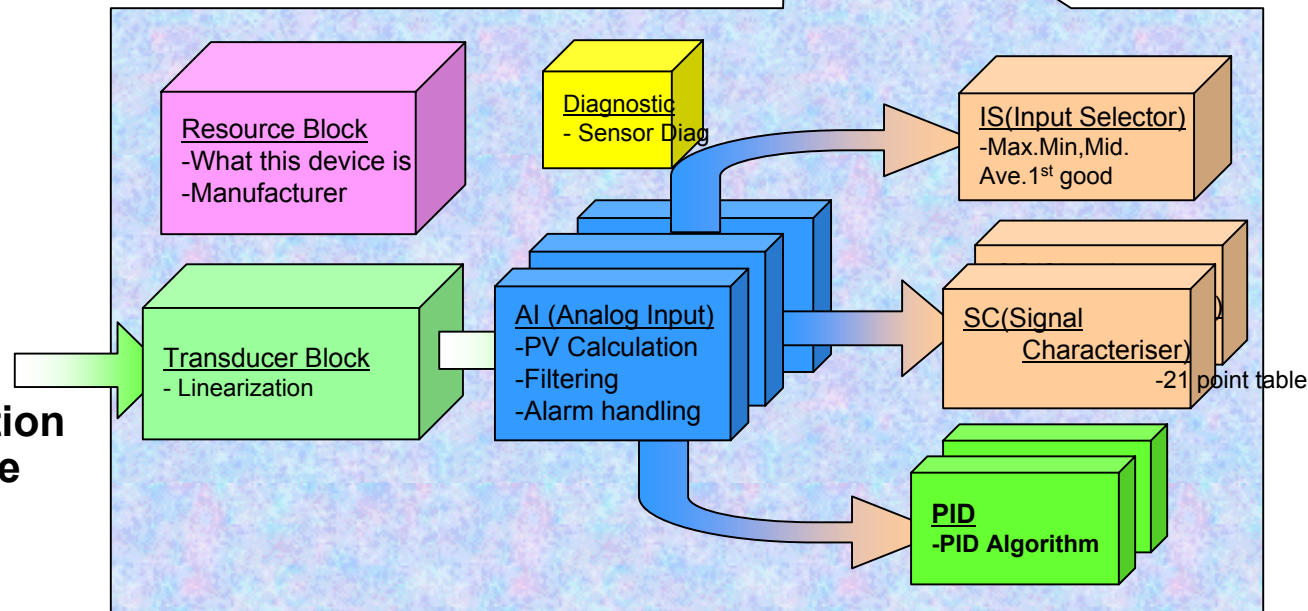 Resource Block
-What this device is
-Manufacturer
Diagnostic
- Sensor Diag
IS(Input Selector)
-Max.Min,Mid.
Ave.1st good
Transducer Block
- Linearization
AI (Analog Input)
-PV Calculation
-Filtering
-Alarm handling
SC(Signal
Characteriser)
-21 point table
PID
-PID Algorithm